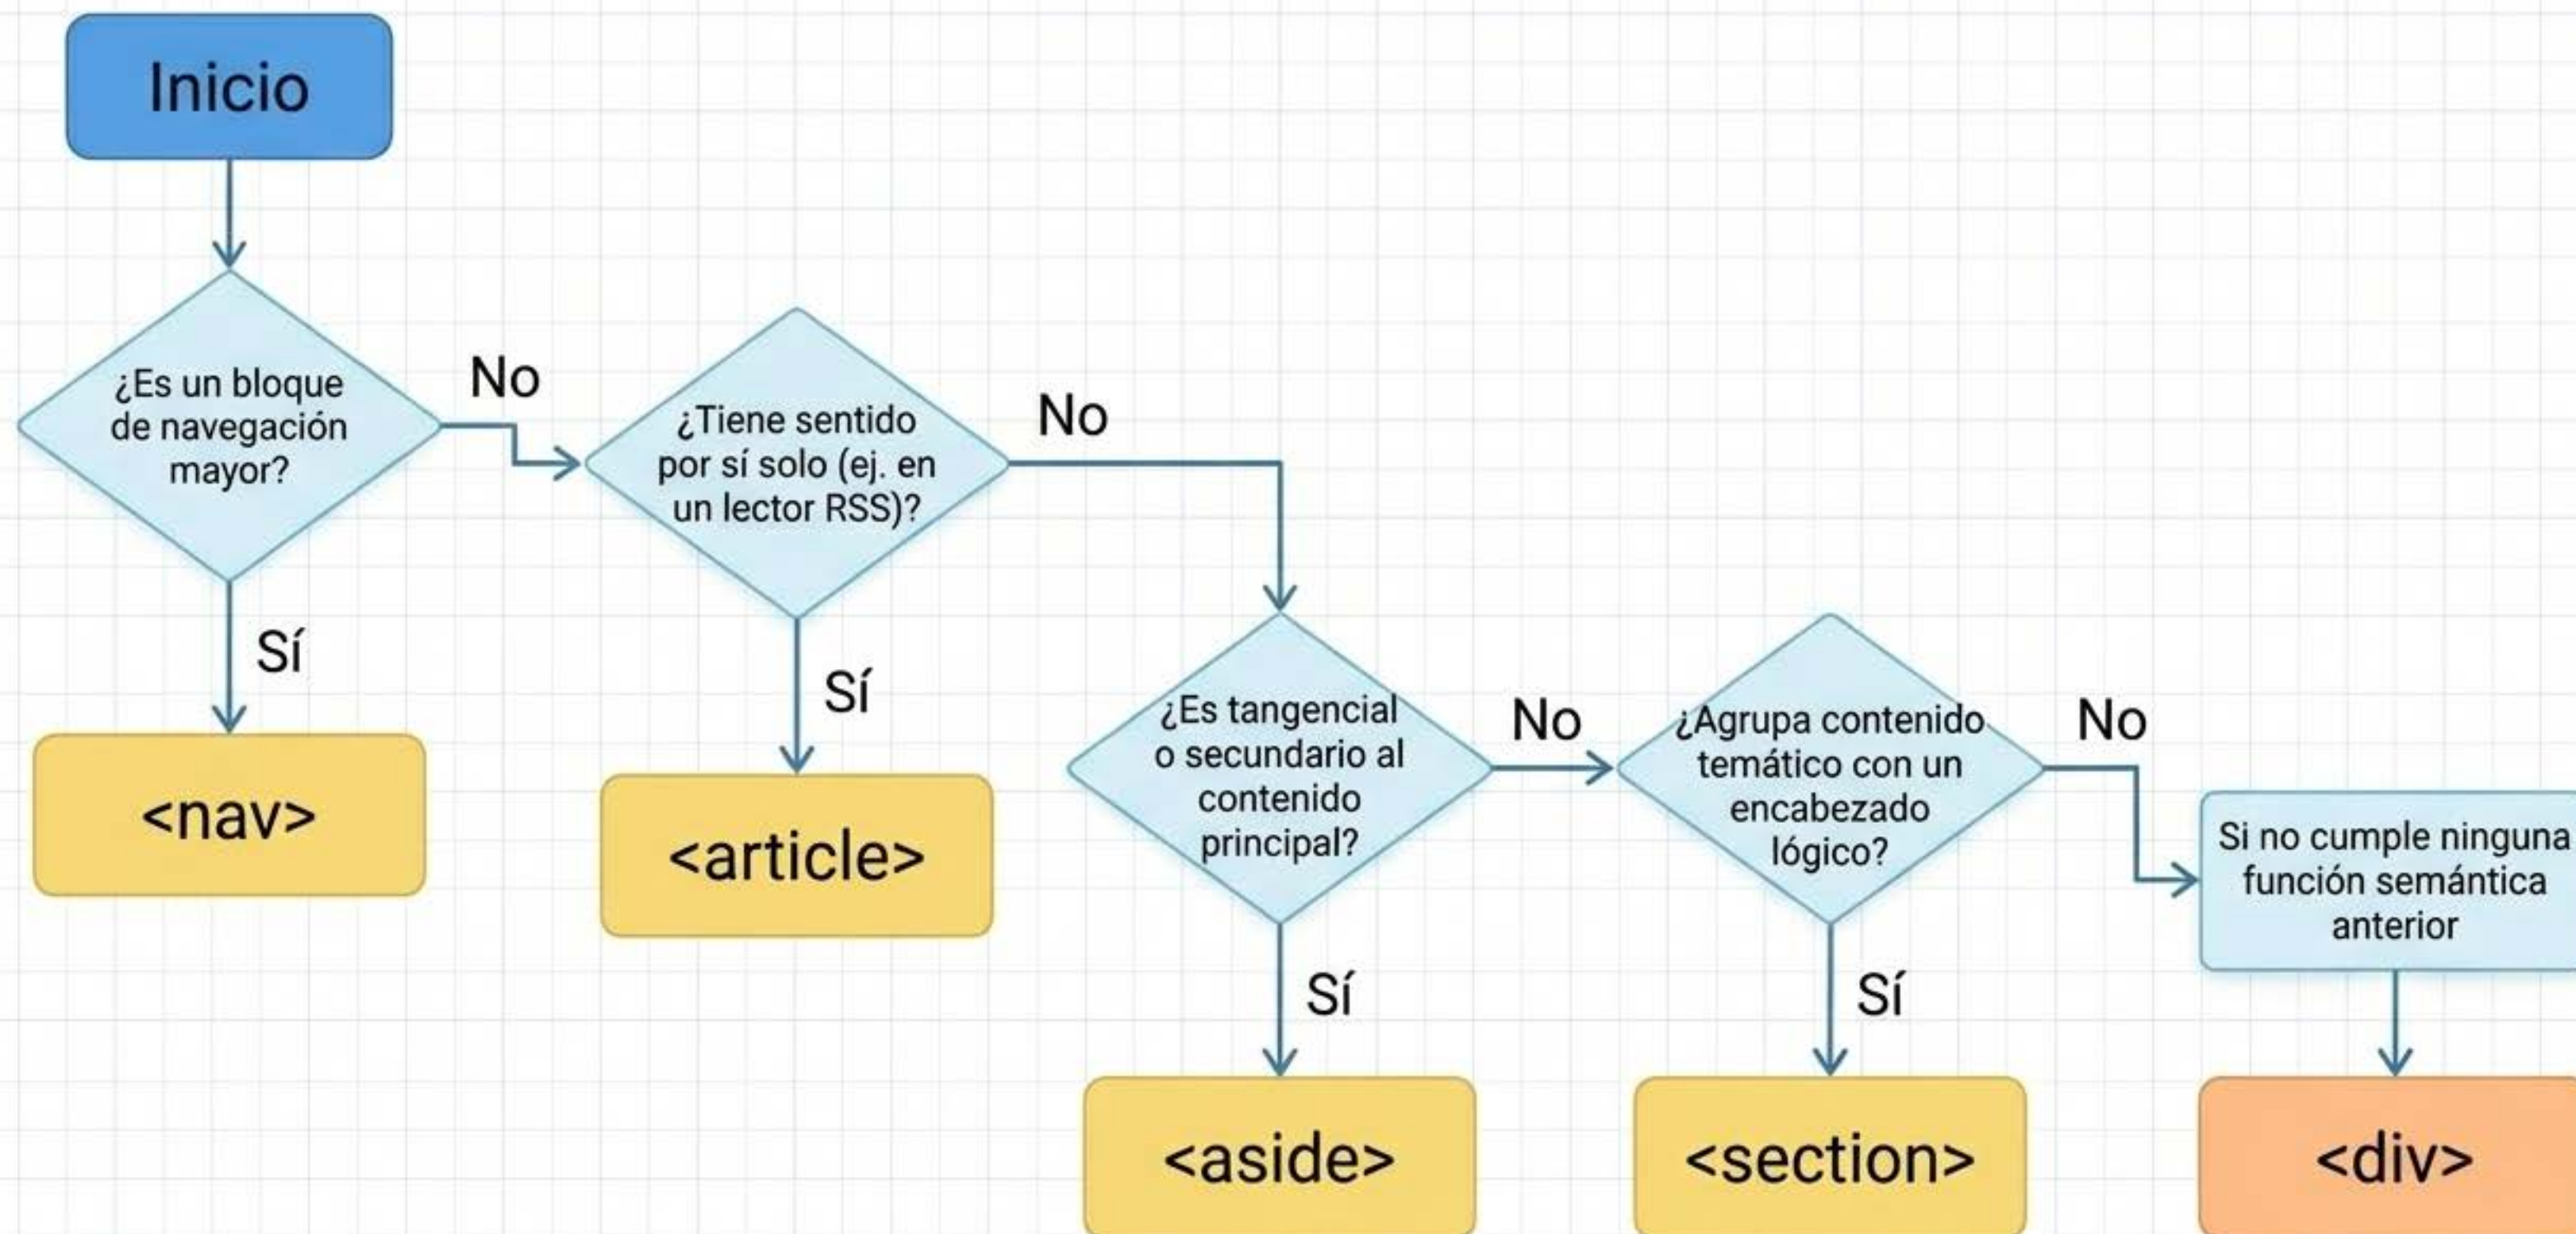 Inicio
¿Es un bloque
de navegación
mayor?
No
Sí
<nav>
¿Tiene sentido
por sí solo (ej. en
un lector RSS)?
No
Sí
<article>
¿Es tangencial
o secundario al
contenido
principal?
No
Sí
<aside>
¿Agrupa contenido
temático con un
encabezado
lógico?
No
Sí
<section>
Si no cumple ninguna
función semántica
anterior
<div>